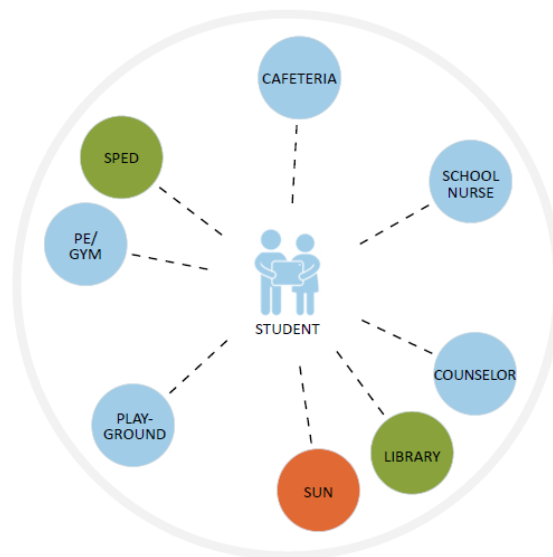 CAFETERIA
SPED
SCHOOL
NURSE
PE/
GYM
STUDENT
COUNSELOR
PLAY-
GROUND
LIBRARY
SUN